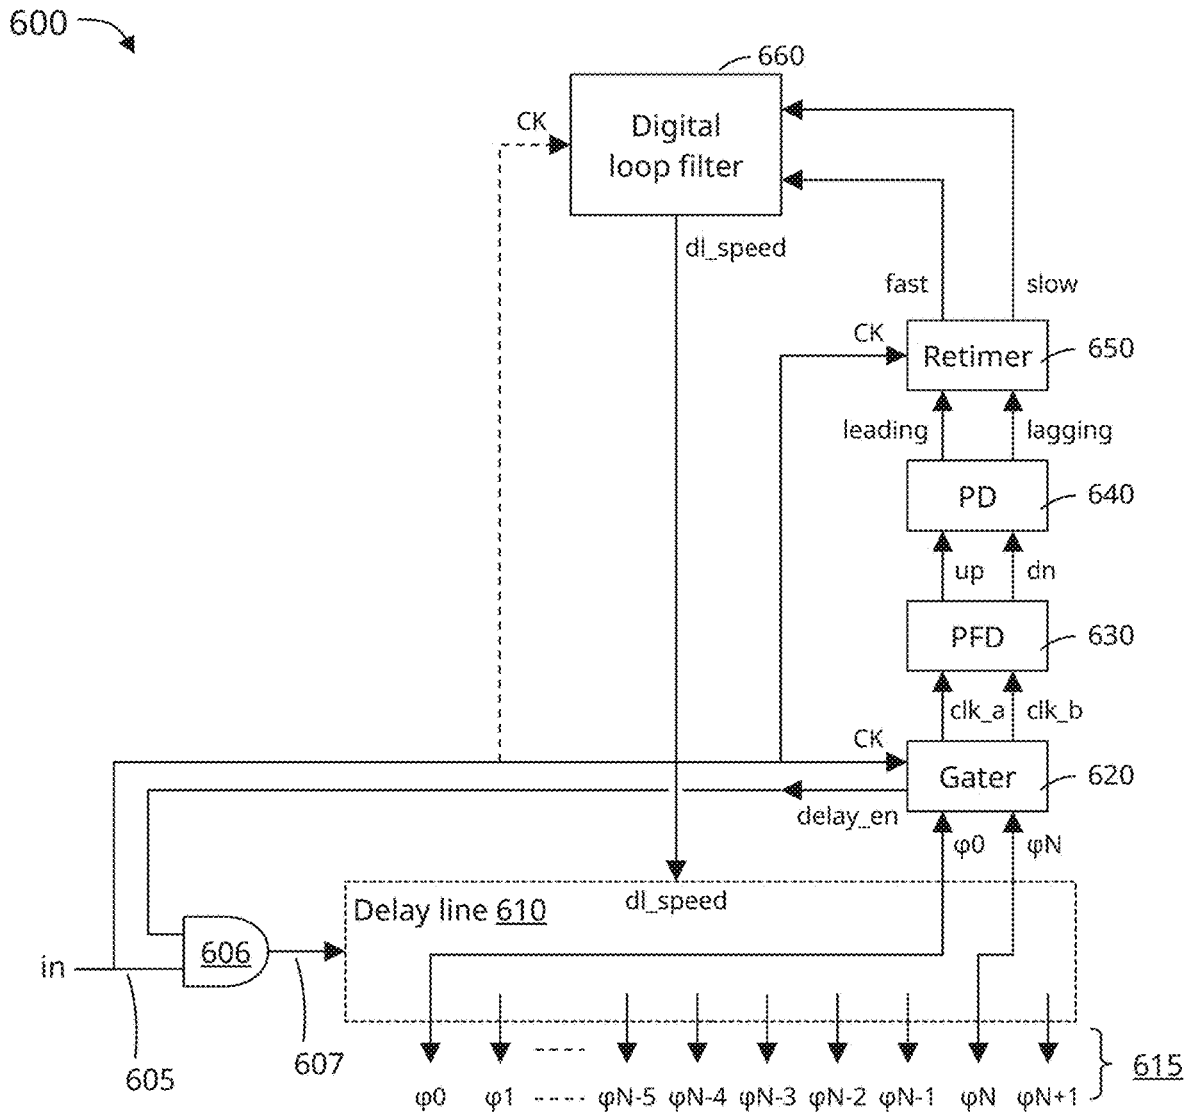 600
660
CK
Digital
loop filter
dl_speed
fast
slow
CK
Retimer
650
leading
lagging
PD
640
up
dn
PFD
630
clk_a
clk_b
CK
Gater
620
delay_en
φ0
φN
Delay line 610
dl_speed
in
606
605
607
615
φ0 φ1 φN-5 φN-4 φN-3 φN-2 φN-1 φN φN+1